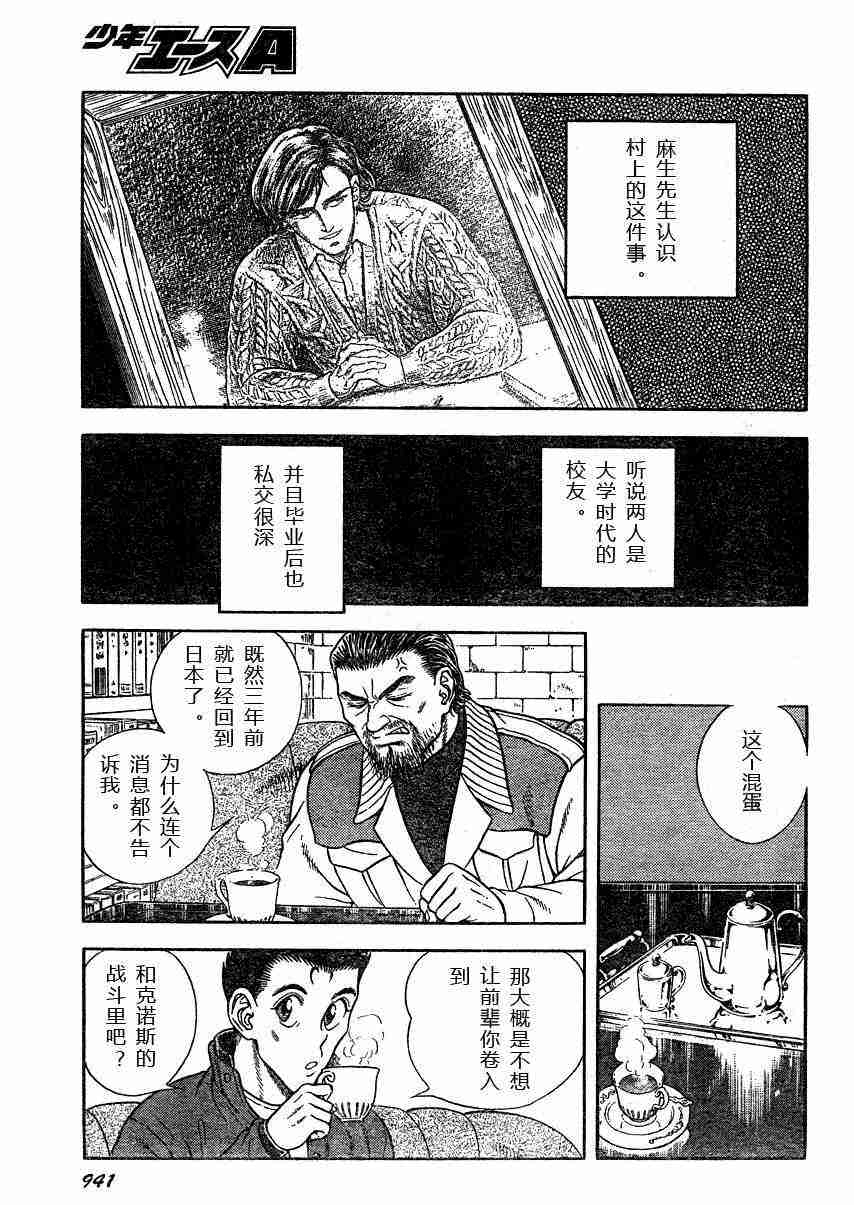 少年エースA
麻生先生认识
村上的这件事。
听说两人是
大学时代的
校友。
并且毕业后也
私交很深
这个混蛋
既然三年前
就已经回到
日本了。
为什么连个
消息都不告
诉我。
那大概是不想
让前辈你卷入
到
和克诺斯的
战斗里吧？
941